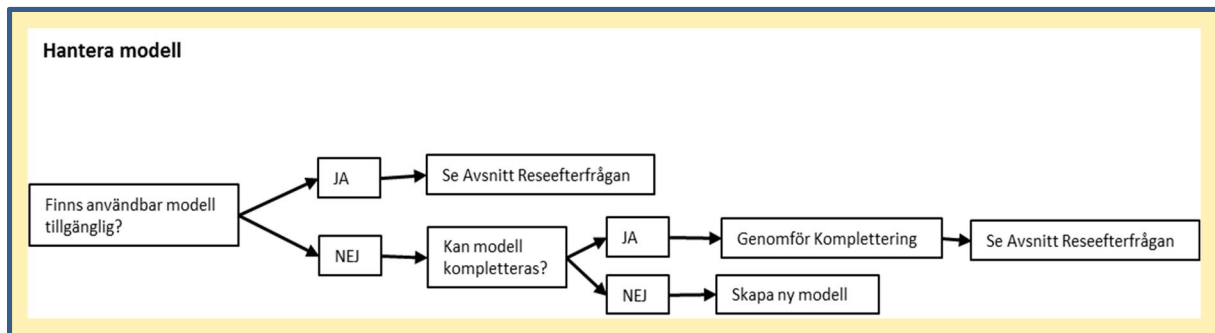 Hantera modell
Finns användbar modell
tillgänglig?
JA
Se Avsnitt Reseefterfrågan
NEJ
Kan modell
kompletteras?
JA
Genomför Komplettering
Se Avsnitt Reseefterfrågan
NEJ
Skapa ny modell